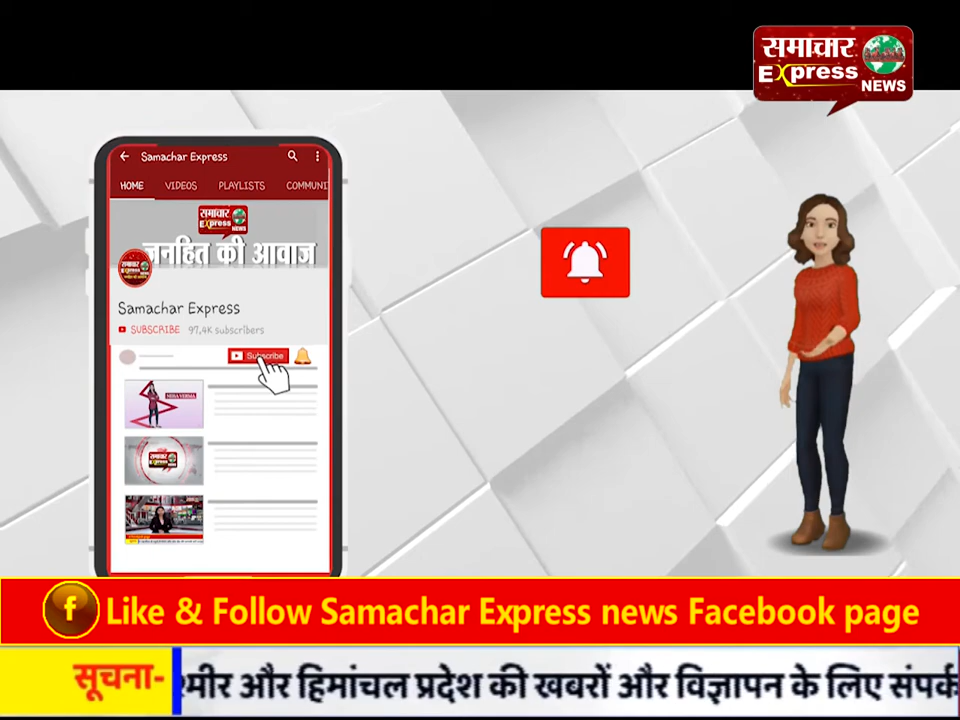 समाचार
Express
NEWS
Samachar Express
HOME VIDEOS PLAYLISTS COMMUNI
समाचार
Express
NEWS
जनहित की आवाज
Samachar Express
SUBSCRIBE 97.4K subscribers
Subscribe
f Like & Follow Samachar Express news Facebook page
सूचना- श्मीर और हिमांचल प्रदेश की खबरों और विज्ञापन के लिए संपर्क